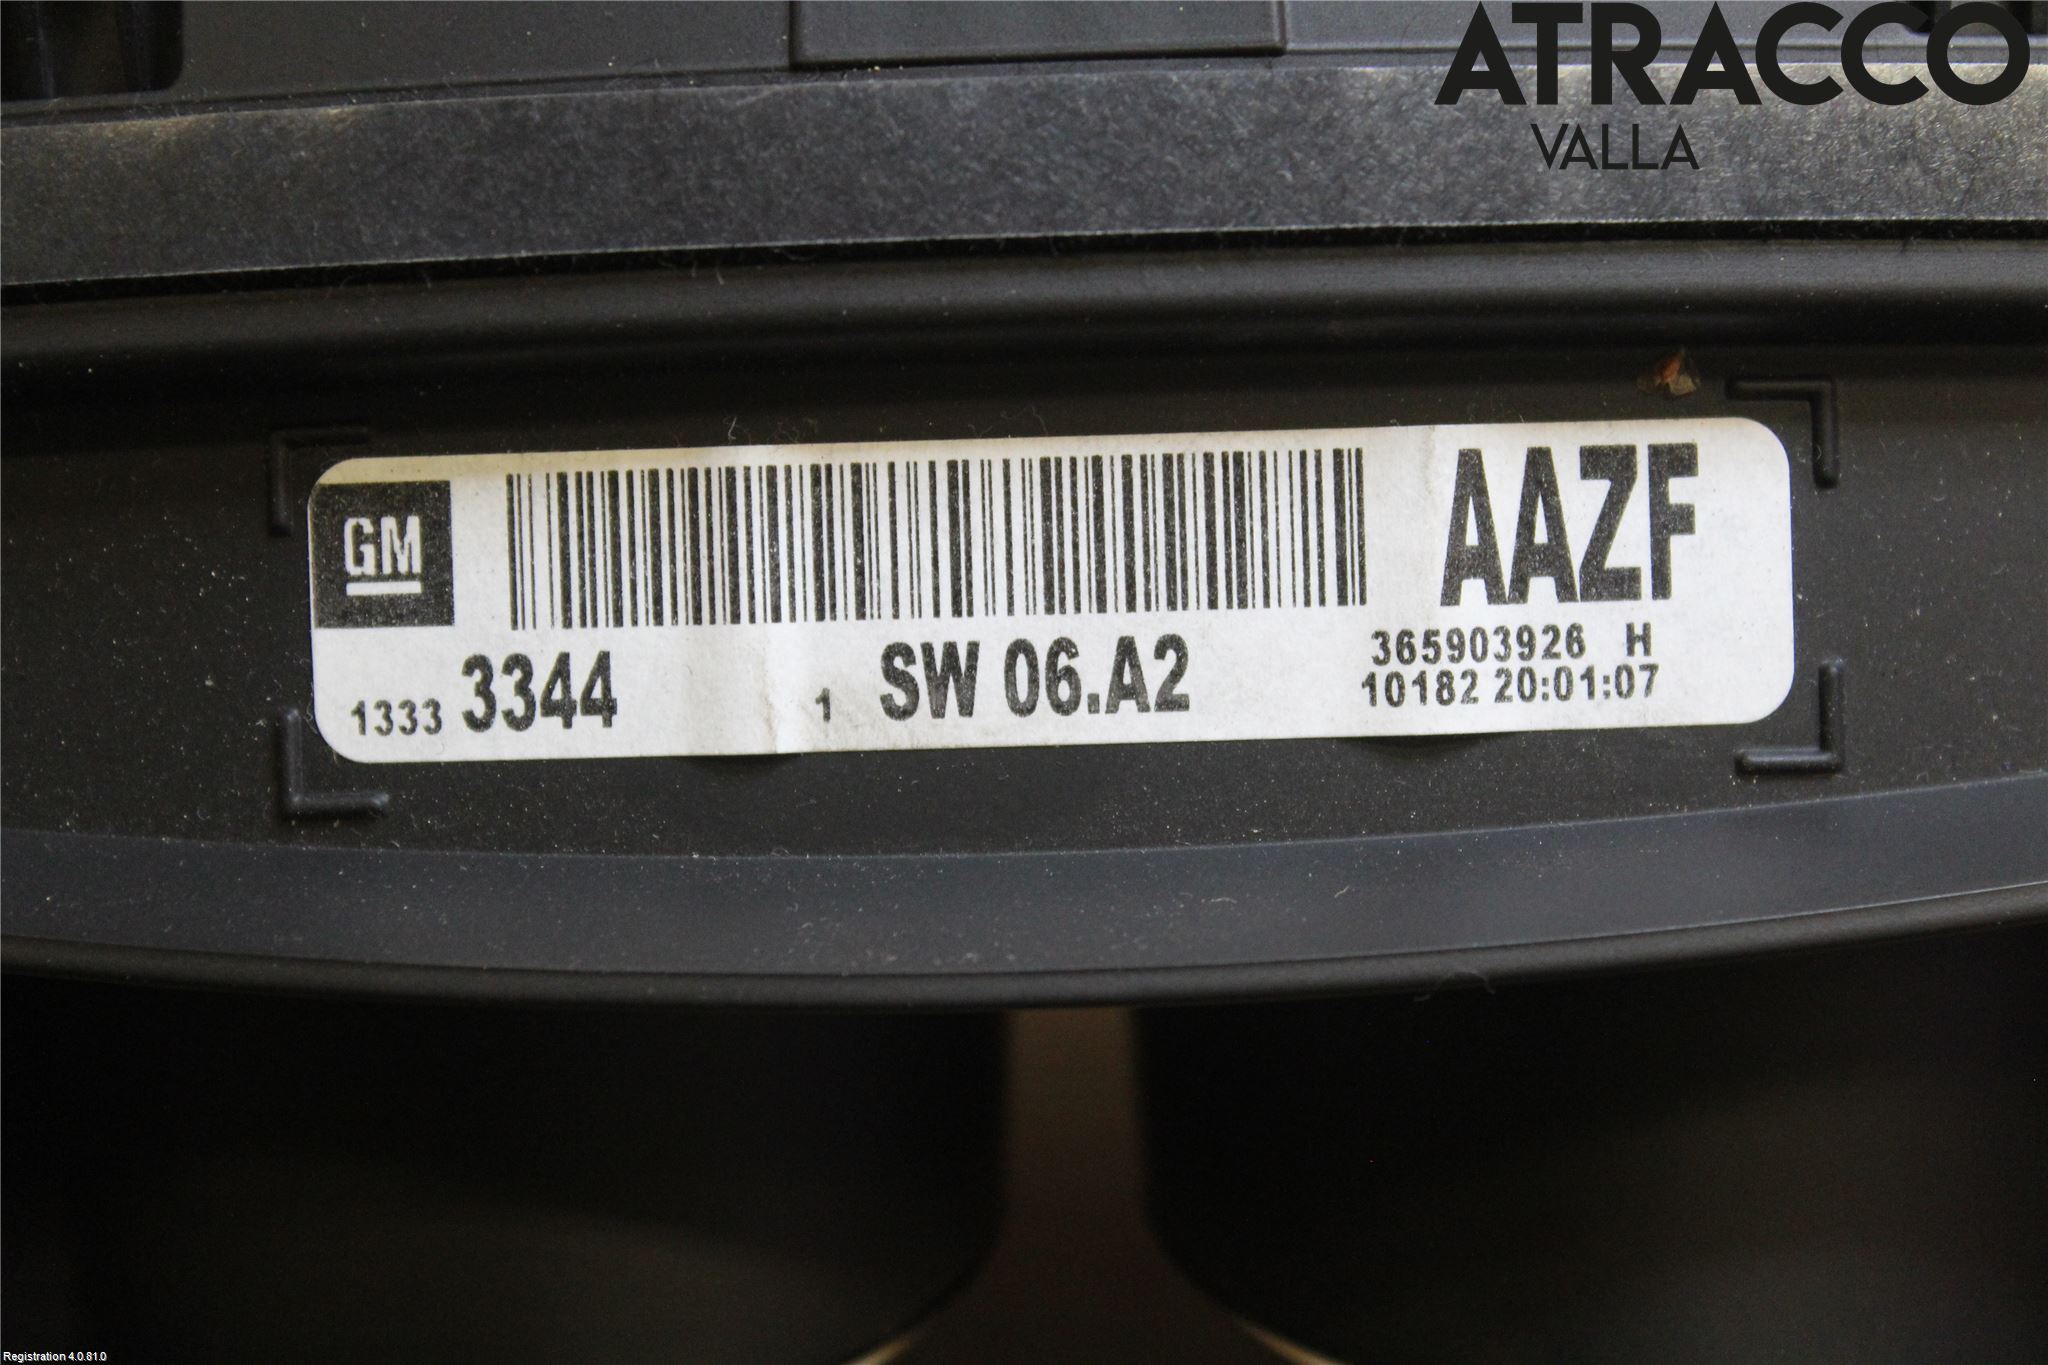 ATRACCO
VALLA
GM
AAZF
1333 3344
1 SW 06.A2
365903926 H
10182 20:01:07
Registration 4.0.81.0